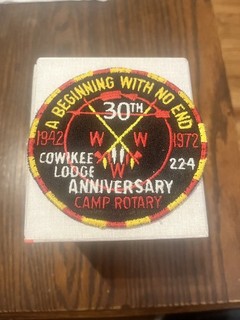 A BEGINNING WITH NO END
30TH
1942 1972
W W
W
COWIKEE 224
LODGE
ANNIVERSARY
CAMP ROTARY